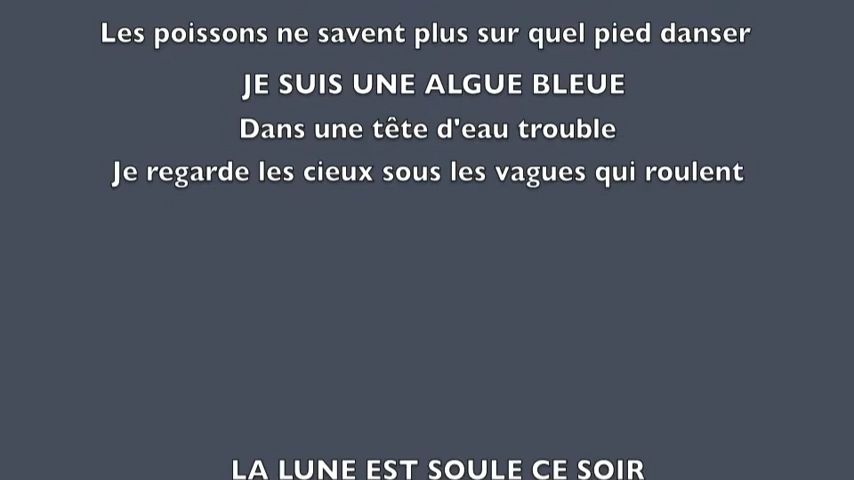 Les poissons ne savent plus sur quel pied danser
JE SUIS UNE ALGUE BLEUE
Dans une tête d'eau trouble
Je regarde les cieux sous les vagues qui roulent
LA LUNE EST SOULE CE SOIR